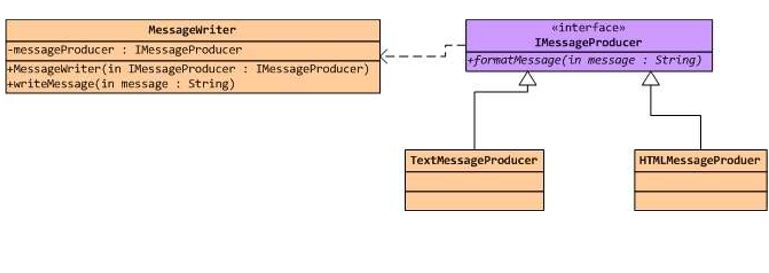 MessageWriter
-messageProducer : IMessageProducer
+MessageWriter(in IMessageProducer : IMessageProducer)
+writeMessage(in message : String)
«interface»
IMessageProducer
+formatMessage(in message : String)
TextMessageProducer
HTMLMessageProduer